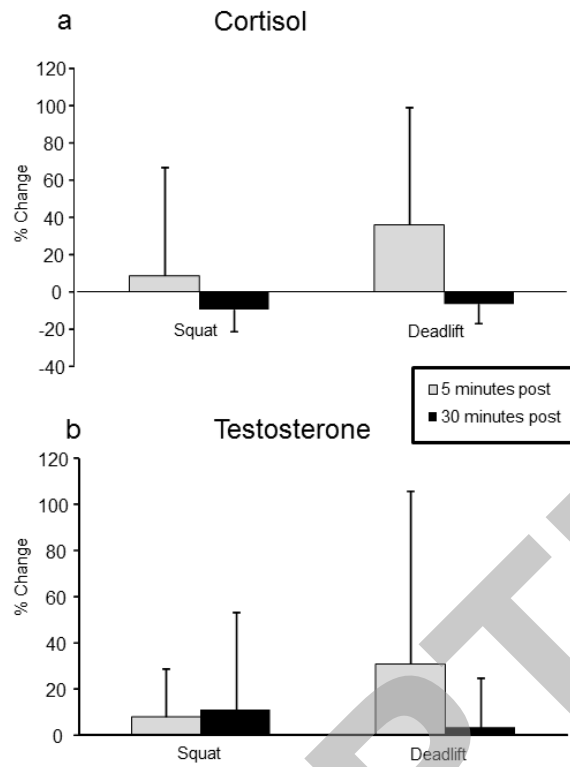 a
Cortisol
120
100
80
60
40
20
0
-20
-40
% Change
Squat
Deadlift
5 minutes post
30 minutes post
b
Testosterone
120
100
80
60
40
20
0
% Change
Squat
Deadlift